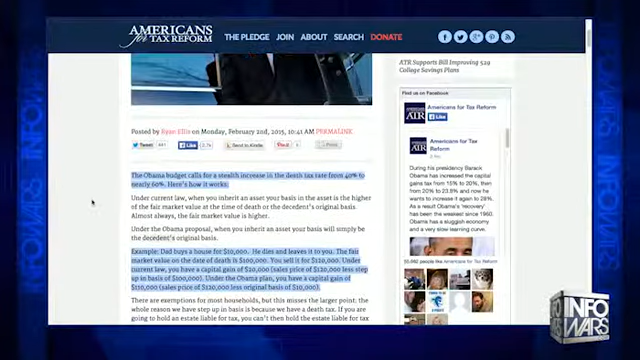 AMERICANS
for TAX REFORM
THE PLEDGE JOIN ABOUT SEARCH DONATE
ATR Supports Bill Improving 529
College Savings Plans
Find us on Facebook
Americans for Tax Reform
Like
Americans for Tax
Reform
During his presidency Barack
Obama has increased the capital
gains tax from 15% to 20%, then
from 20% to 23.8%, and now he
wants to increase it again to 28%.
As a result Obama's 'recovery'
has been the weakest since 1960.
Obama has a sluggish economy
and a very slow learning curve.
people like Americans for Tax Reform
Posted by Ryan Ellis on Monday, February 2nd, 2015, 10:41 AM PERMALINK
Tweet Like Send to Kindle Pin it Print
The Obama budget calls for a stealth increase in the death tax rate from 40% to
nearly 60%. Here's how it works:
Under current law, when you inherit an asset your basis in the asset is the higher
of the fair market value at the time of death or the decedent's original basis.
Almost always, the fair market value is higher.
Under the Obama proposal, when you inherit an asset your basis will simply be
the decedent's original basis.
Example: Dad buys a house for $10,000. He dies and leaves it to you. The fair
market value on the date of death is $100,000. You sell it for $120,000. Under
current law, you have a capital gain of $20,000 (sales price of $120,000 less step
up in basis of $100,000). Under the Obama plan, you have a capital gain of
$110,000 (sales price of $120,000 less original basis of $10,000).
There are exemptions for most households, but this misses the larger point: the
whole reason we have step up in basis is because we have a death tax. If you are
going to hold an estate liable for tax, you can't then hold the estate liable for tax
INFO
WARS
INFOWARS